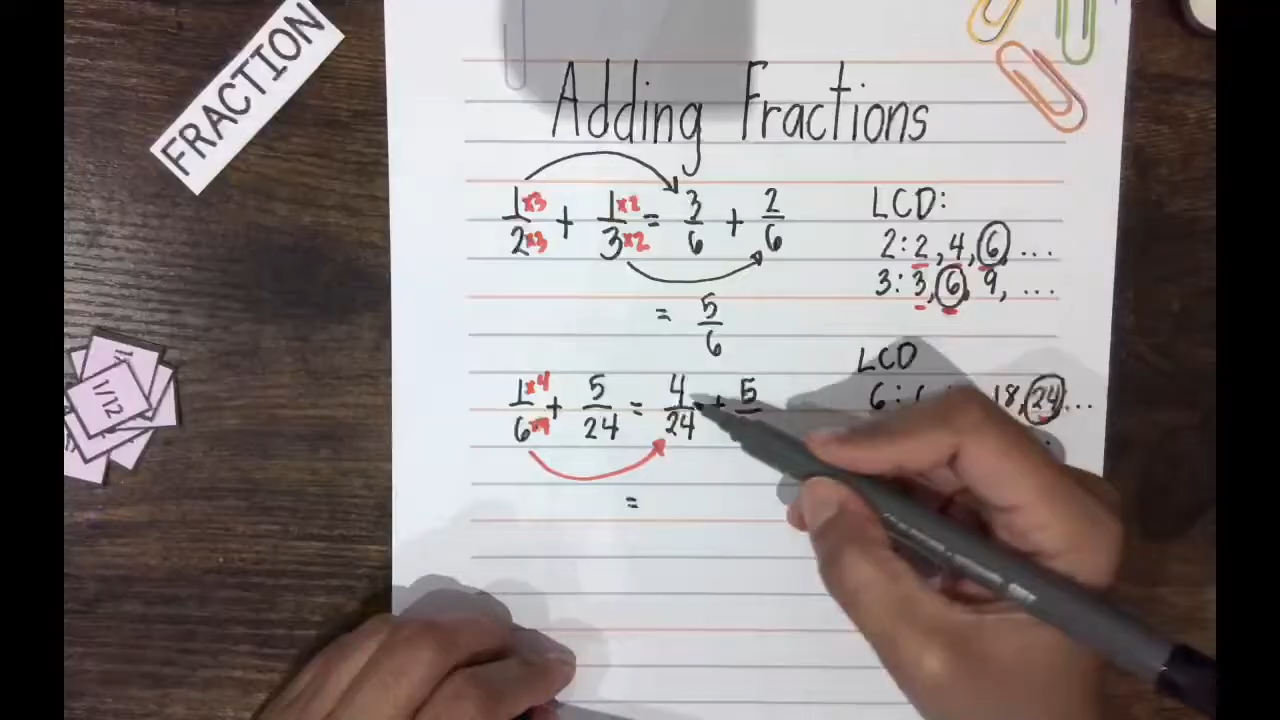 FRACTION
Adding Fractions
1×3/2×3 + 1×2/3×2 = 3/6 + 2/6
= 5/6
LCD:
2: 2, 4, 6, ...
3: 3, 6, 9, ...
1×4/6×4 + 5/24 = 4/24 + 5
=
LCD
6: 18, 24 ...
1/12